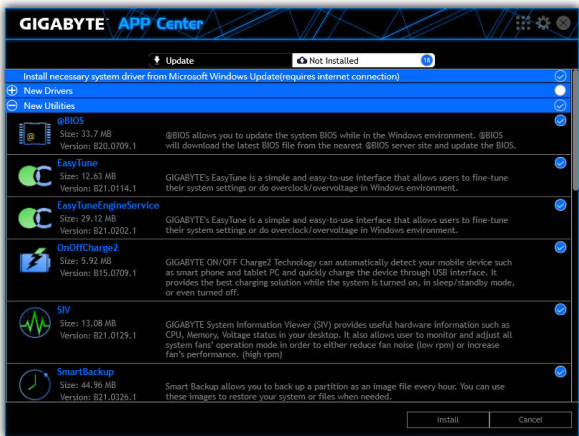 GIGABYTE APP Center
Update
Not Installed
18
Install necessary system driver from Microsoft Windows Update(requires internet connection)
New Drivers
New Utilities
@BIOS
Size: 33.7 MB
Version: B20.0709.1
@BIOS allows you to update the system BIOS while in the Windows environment. @BIOS
will download the latest BIOS file from the nearest @BIOS server site and update the BIOS.
EasyTune
Size: 12.63 MB
Version: B21.0114.1
GIGABYTE's EasyTune is a simple and easy-to-use interface that allows users to fine-tune
their system settings or do overclock/overvoltage in Windows environment.
EasyTuneEngineService
Size: 29.12 MB
Version: B21.0202.1
GIGABYTE's EasyTune is a simple and easy-to-use interface that allows users to fine-tune
their system settings or do overclock/overvoltage in Windows environment.
OnOffCharge2
Size: 5.92 MB
Version: B15.0709.1
GIGABYTE ON/OFF Charge2 Technology can automatically detect your mobile device such
as smart phone and tablet PC and quickly charge the device through USB interface. It
provides the best charging solution while the system is turned on, in sleep/standby mode,
or even turned off.
SIV
Size: 13.08 MB
Version: B21.0129.1
GIGABYTE System Information Viewer (SIV) provides useful hardware information such as
CPU, Memory, Voltage status in your desktop. It also allows user to monitor and adjust all
system fans' operation mode in order to either reduce fan noise (low rpm) or increase
fan's performance. (high rpm)
SmartBackup
Size: 44.96 MB
Version: B21.0326.1
Smart Backup allows you to back up a partition as an image file every hour. You can use
these images to restore your system or files when needed.
Install
Cancel